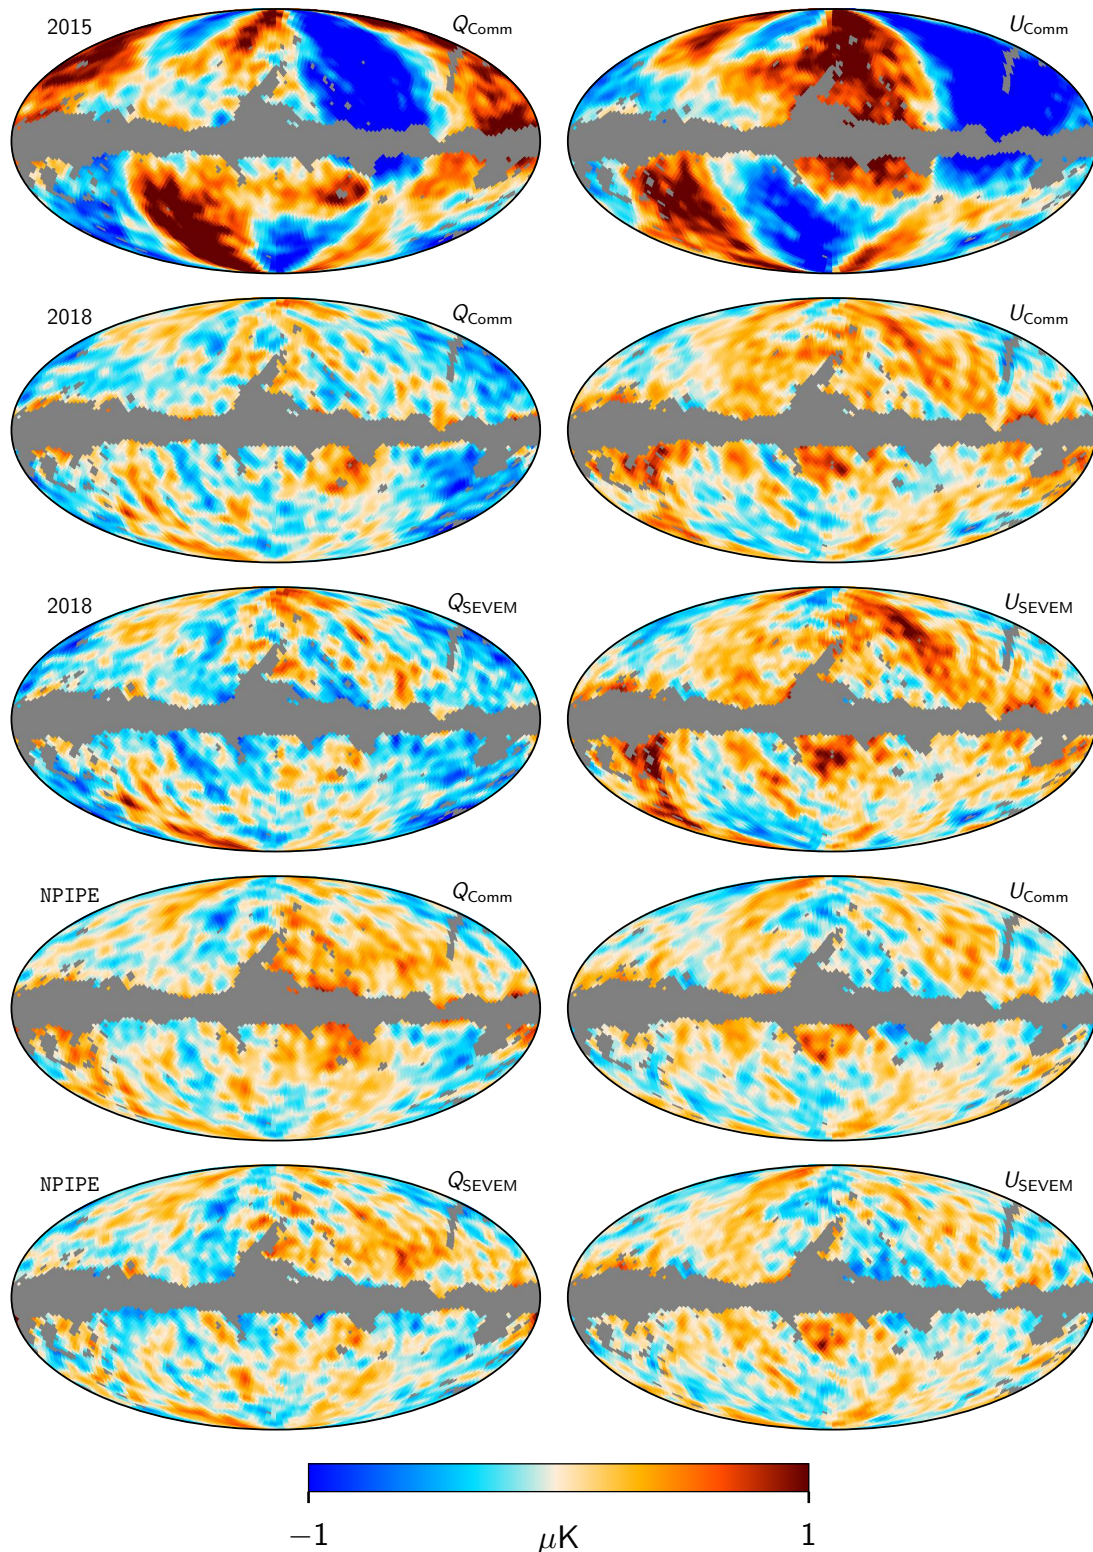 2015 Q_Comm U_Comm
2018 Q_Comm U_Comm
2018 Q_SEVEM U_SEVEM
NPIPE Q_Comm U_Comm
NPIPE Q_SEVEM U_SEVEM
−1 μK 1